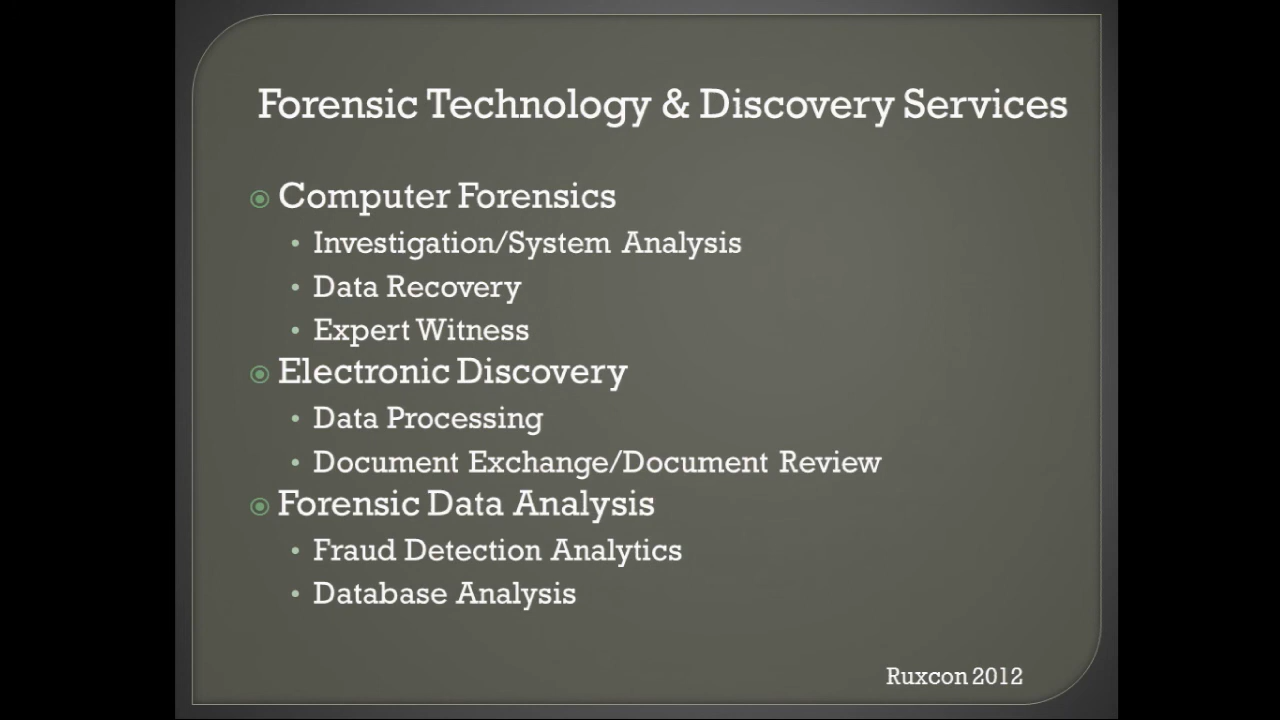 Forensic Technology & Discovery Services
Computer Forensics
Investigation/System Analysis
Data Recovery
Expert Witness
Electronic Discovery
Data Processing
Document Exchange/Document Review
Forensic Data Analysis
Fraud Detection Analytics
Database Analysis
Ruxcon 2012